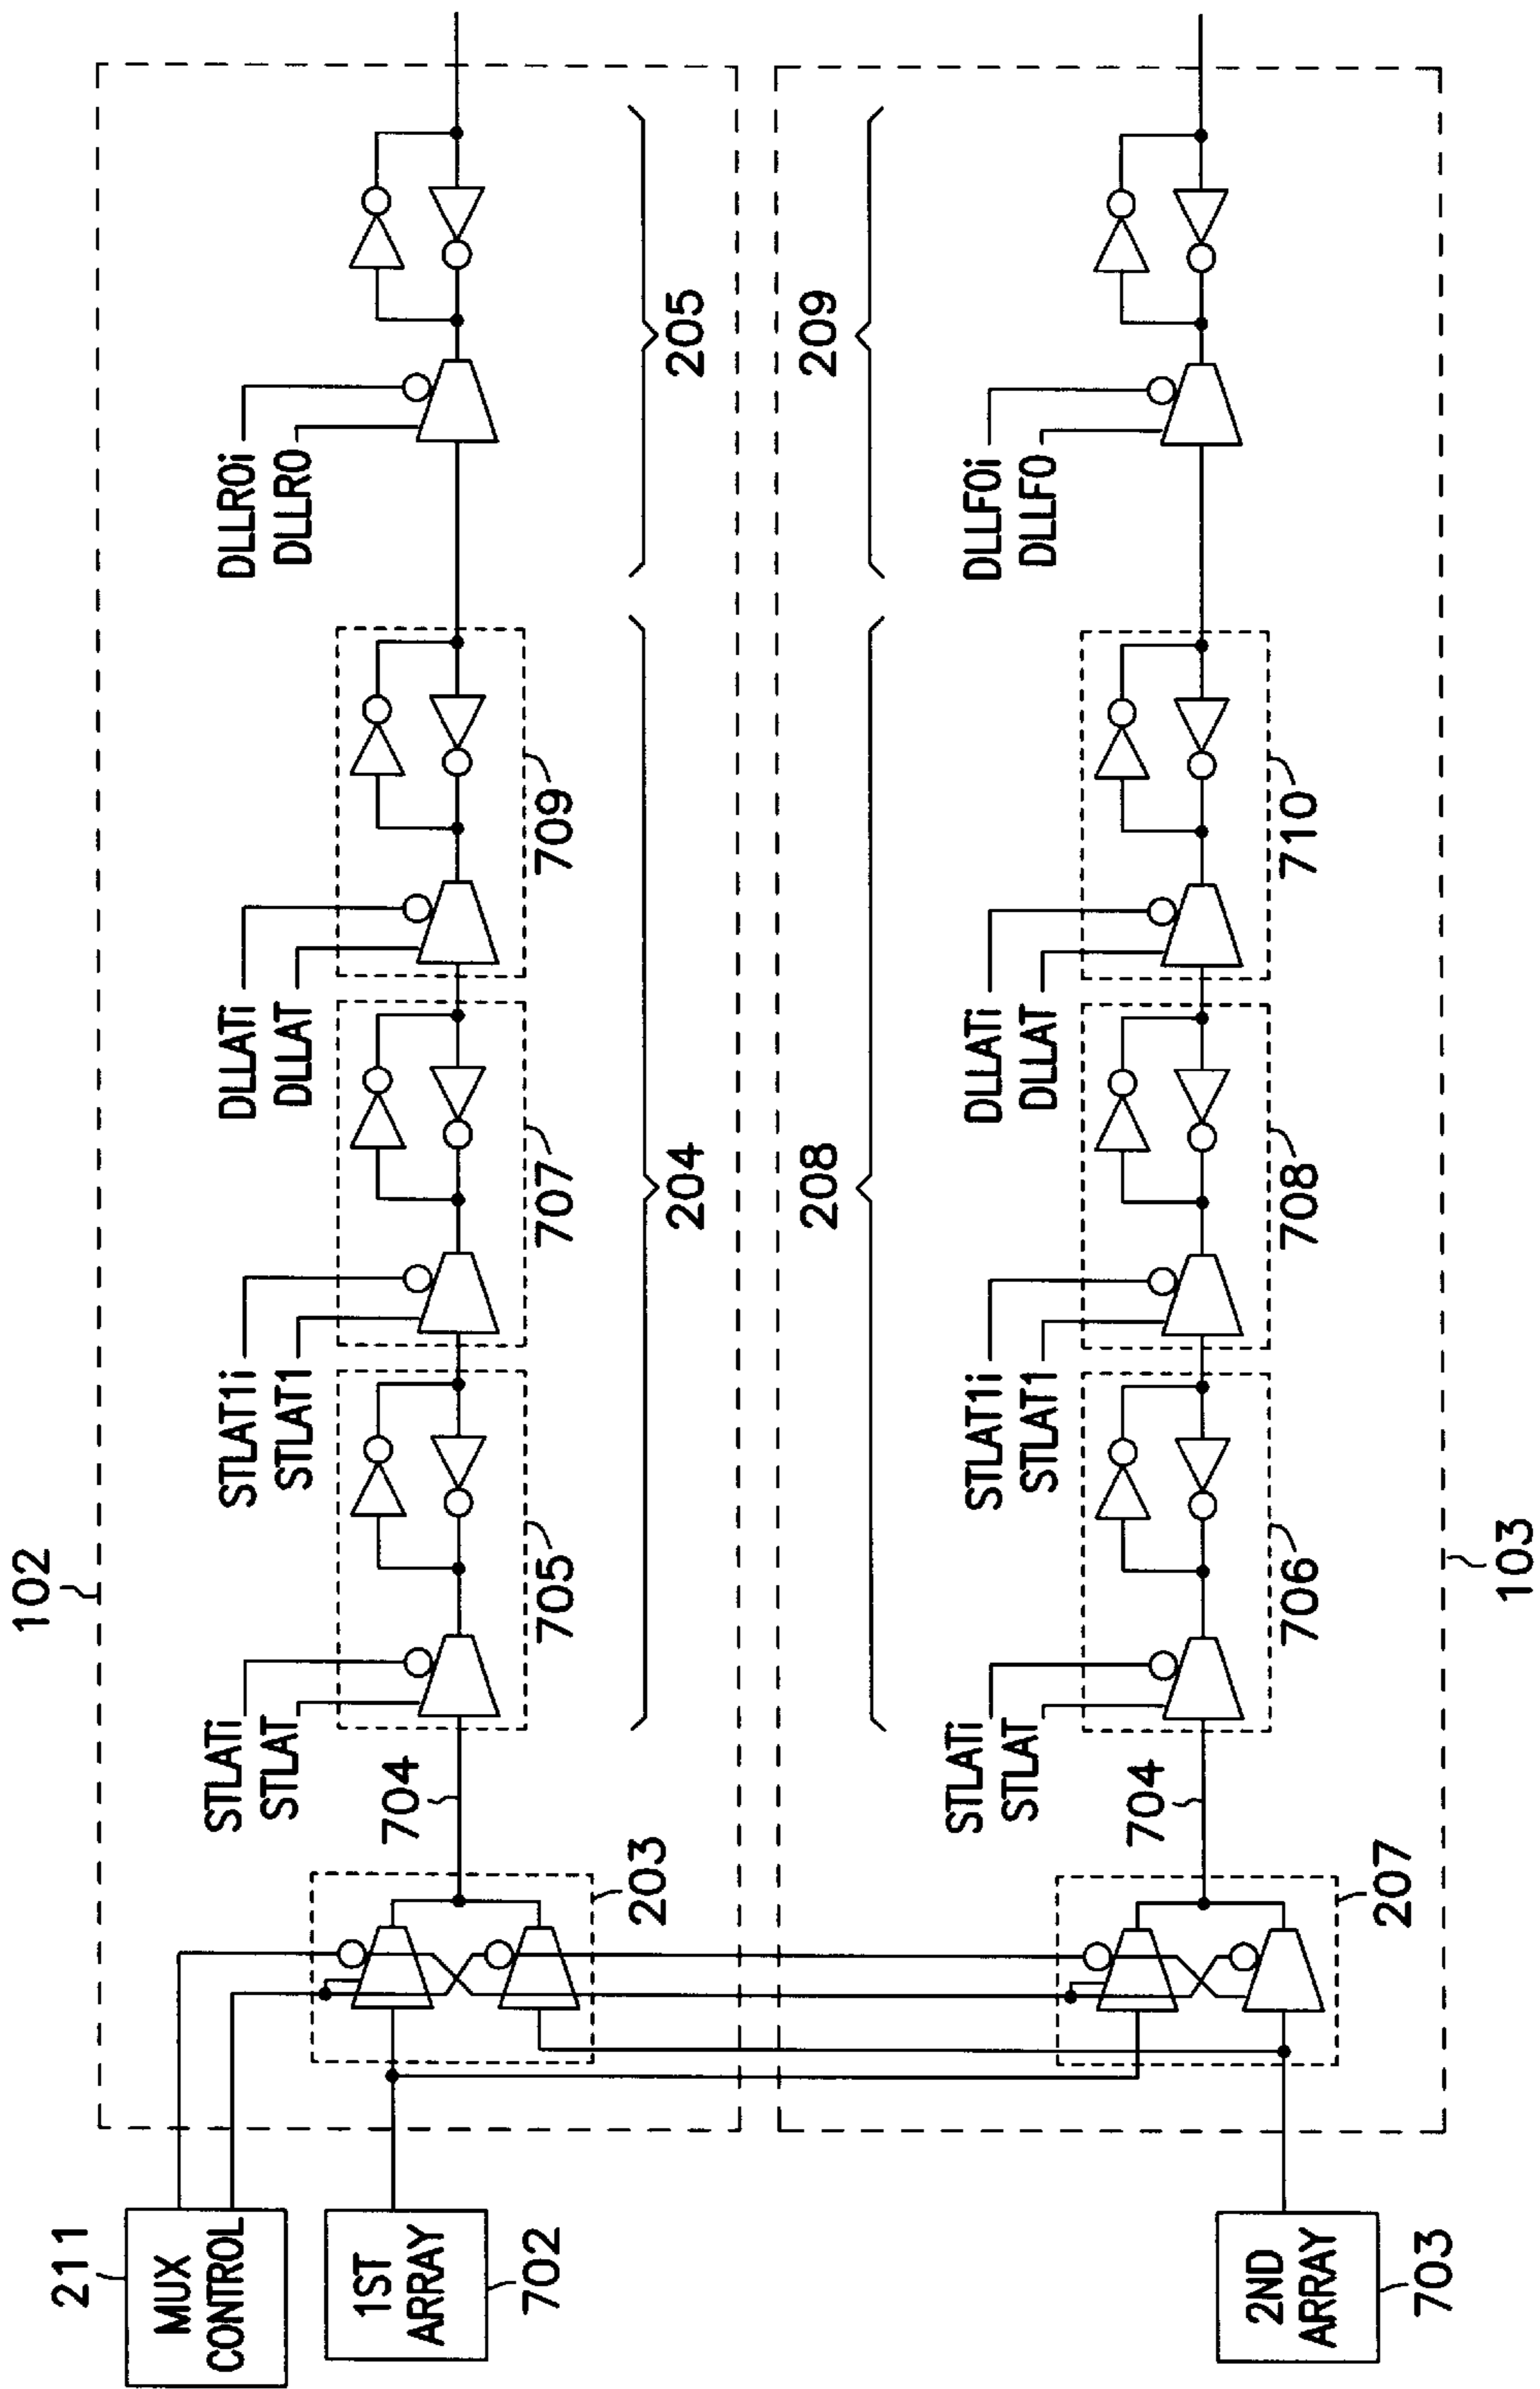 102
STLATi
STLAT
STLAT1i
STLAT1
DLLATi
DLLAT
DLLR0i
DLLR0
211
MUX
CONTROL
1ST
ARRAY
702
203
704
705
707
709
204
205
208
209
STLATi
STLAT
STLAT1i
STLAT1
DLLATi
DLLAT
DLLF0i
DLLF0
704
706
708
710
207
2ND
ARRAY
703
103